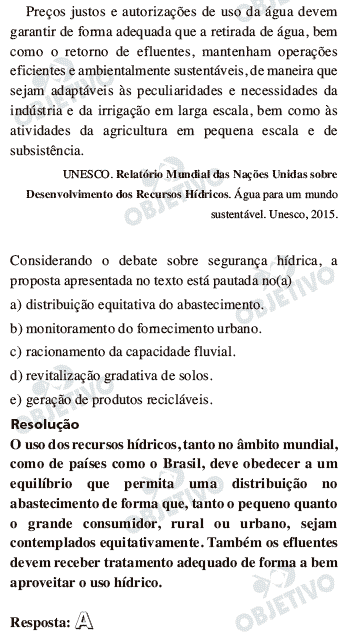 Preços justos e autorizações de uso da água devem
garantir de forma adequada que a retirada de água, bem
como o retorno de efluentes, mantenham operações
eficientes e ambientalmente sustentáveis, de maneira que
sejam adaptáveis às peculiaridades e necessidades da
indústria e da irrigação em larga escala, bem como às
atividades da agricultura em pequena escala e de
subsistência.
UNESCO. Relatório Mundial das Nações Unidas sobre
Desenvolvimento dos Recursos Hídricos. Água para um mundo
sustentável. Unesco, 2015.
Considerando o debate sobre segurança hídrica, a
proposta apresentada no texto está pautada no(a)
a) distribuição equitativa do abastecimento.
b) monitoramento do fornecimento urbano.
c) racionamento da capacidade fluvial.
d) revitalização gradativa de solos.
e) geração de produtos recicláveis.
Resolução
O uso dos recursos hídricos, tanto no âmbito mundial,
como de países como o Brasil, deve obedecer a um
equilíbrio que permita uma distribuição no
abastecimento de forma que, tanto o pequeno quanto
o grande consumidor, rural ou urbano, sejam
contemplados equitativamente. Também os efluentes
devem receber tratamento adequado de forma a bem
aproveitar o uso hídrico.
Resposta: A
OBJETIVO
OBJETIVO
OBJETIVO
OBJETIVO
OBJETIVO
OBJETIVO